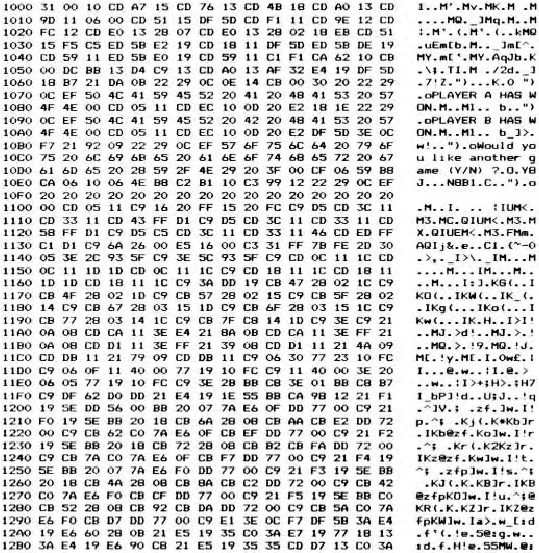 1000 31 00 10 CD A7 15 CD 76 13 CD 4B 18 CD A0 13 CD 1..M'.Mv.MK.M .M
1010 9D 11 06 00 CD 51 15 DF 5D CD F1 11 CD 9E 12 CD ....MQ._]Mq.M..M
1020 FC 12 CD E0 13 28 07 CD E0 13 28 02 18 EB CD 51 :.M'.(.M'.(..kMQ
1030 15 F5 C5 ED 5B E2 19 CD 18 11 DF 5D ED 5B DE 19 .uEm[b.M.._]m[^.
1040 CD 59 11 ED 5B E0 19 CD 59 11 C1 F1 CA 62 10 CB MY.m['.MY.AqJb.K
1050 00 DC BB 13 D4 C9 13 CD A0 13 AF 32 E4 19 DF 5D .\;.TI.M ./2d._]
1060 18 B7 21 DA 0B 22 29 0C 0E 14 CB 00 30 20 22 29 .7!Z.")...K.0 ")
1070 0C EF 50 4C 41 59 45 52 20 41 20 48 41 53 20 57 .oPLAYER A HAS W
1080 4F 4E 00 CD 05 11 CD EC 10 0D 20 E2 18 1E 22 29 ON.M..Ml.. b..")
1090 0C EF 50 4C 41 59 45 52 20 42 20 48 41 53 20 57 .oPLAYER B HAS W
10A0 4F 4E 00 CD 05 11 CD EC 10 0D 20 E2 DF 5D 3E 0C ON.M..Ml.. b_]>.
10B0 F7 21 92 09 22 29 0C EF 57 6F 75 6C 64 20 79 6F w!..").oWould yo
10C0 75 20 6C 69 6B 65 20 61 6E 6F 74 68 65 72 20 67 u like another g
10D0 61 6D 65 20 28 59 2F 4E 29 20 3F 00 CF 06 59 B8 ame (Y/N) ?.O.Y8
10E0 CA 06 10 06 4E B8 C2 B1 10 C3 99 12 22 29 0C EF J...N8B1.C..").o
10F0 20 20 20 20 20 20 20 20 20 20 20 20 20 20 20 20
1100 00 CD 05 11 C9 16 20 FF 15 20 FC C9 D5 CD 3C 11 .M..I. .. :IUM<.
1110 CD 33 11 CD 43 FF D1 C9 D5 CD 3C 11 CD 33 11 CD M3.MC.QIUM<.M3.M
1120 58 FF D1 C9 D5 C5 CD 3C 11 CD 33 11 46 CD ED FF X.QIUEM<.M3.FMm.
1130 C1 D1 C9 6A 26 00 E5 16 00 C3 31 FF 7B FE 2D 30 AQIj&.e..C1.{~-0
1140 05 3E 2C 93 5F C9 3E 5C 93 5F C9 CD 0C 11 1C CD .>,._I>\._IM...M
1150 0C 11 1D 1D CD 0C 11 1C C9 CD 18 11 1C CD 18 11 ....M...IM...M..
1160 1D 1D CD 18 11 1C C9 3A DD 19 CB 47 28 02 1C C9 ..M...I:].KG(..I
1170 CB 4F 28 02 1D C9 CB 57 28 02 15 C9 CB 5F 28 02 KO(..IKW(..IK_(.
1180 14 C9 CB 67 28 03 15 1D C9 CB 6F 28 03 15 1C C9 .IKg(...IKo(...I
1190 CB 77 28 03 14 1C C9 CB 7F C8 14 1D C9 3E C9 21 Kw(...IK.H..I>I!
11A0 0A 08 CD CA 11 3E E4 21 8A 0B CD CA 11 3E FF 21 ..MJ.>d!..MJ.>.!
11B0 0A 08 CD D1 11 3E FF 21 39 08 CD D1 11 21 4A 09 ..MQ.>.!9.MQ.!J.
11C0 CD CD DB 11 21 79 09 CD DB 11 C9 06 30 77 23 10 FC M[.!y.M[.I.0w£.:
11D0 C9 06 0F 11 40 00 77 19 10 FC C9 11 40 00 3E 20 I...@.w..:I.@.>
11E0 06 05 77 19 10 FC C9 3E 2B BB C8 3E 01 BB C8 B7 ..w..:I>+;H>.;H7
11F0 C9 DF 62 D0 DD 21 E4 19 1E 55 BB CA 9B 12 21 F1 I_bP]!d..U;J..!q
1200 19 5E DD 56 00 BB 20 07 7A E6 0F DD 77 00 C9 21 .^]V.; .zf.]w.I!
1210 F0 19 5E BB 20 18 CB 6A 28 08 CB AA CB E2 DD 72 p.^; .Kj(.K*Kb]r
1220 00 C9 CB 62 C0 7A E6 0F CB EF DD 77 00 C9 21 F2 .IKb@zf.Ko]w.I!r
1230 19 5E BB 20 18 CB 72 28 08 CB B2 CB FA DD 72 00 .^; .Kr(.K2Kz]r.
1240 C9 CB 7A C0 7A E6 0F CB F7 DD 77 00 C9 21 F4 19 IKz@zf.Kw]w.I!t.
1250 5E BB 20 07 7A E6 F0 DD 77 00 C9 21 F3 19 5E BB ^; .zfp]w.I!s.^;
1260 20 18 CB 4A 28 08 CB 8A CB C2 DD 72 00 C9 CB 42 .KJ(.K.KB]r.IKB
1270 C0 7A E6 F0 CB CF DD 77 00 C9 21 F5 19 5E BB C0 @zfpKO]w.I!u.^;@
1280 CB 52 28 08 CB 92 CB DA DD 72 00 C9 CB 5A C0 7A KR(.K.KZ]r.IKZ@z
1290 E6 F0 CB D7 DD 77 00 C9 E1 3E 0C F7 DF 5B 3A E4 fpKW]w.Ia>.w_[:d
12A0 19 E6 60 28 0B 21 E5 19 35 C0 3A E7 19 77 18 13 .f'(.!e.5@:g.w..
12B0 3A E4 19 E6 90 C8 21 E5 19 35 35 CD D7 13 C0 3A :d.f.H!e.55MW.@: